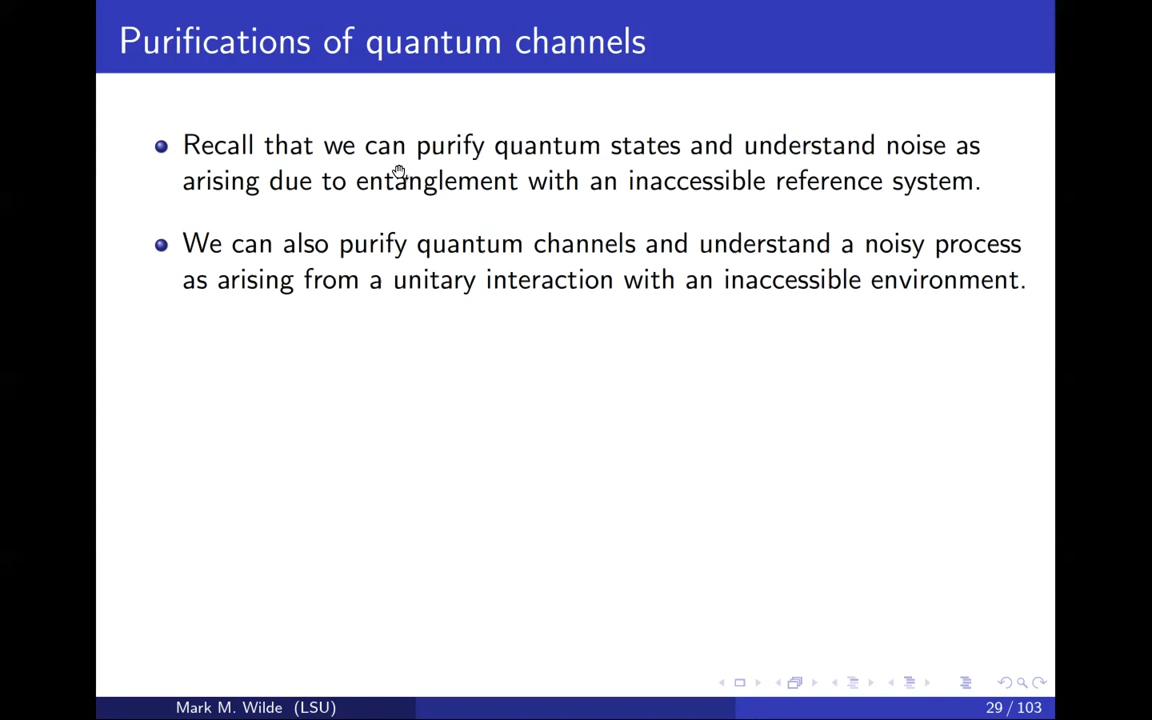 Purifications of quantum channels
Recall that we can purify quantum states and understand noise as
arising due to entanglement with an inaccessible reference system.
We can also purify quantum channels and understand a noisy process
as arising from a unitary interaction with an inaccessible environment.
Mark M. Wilde (LSU)
29 / 103